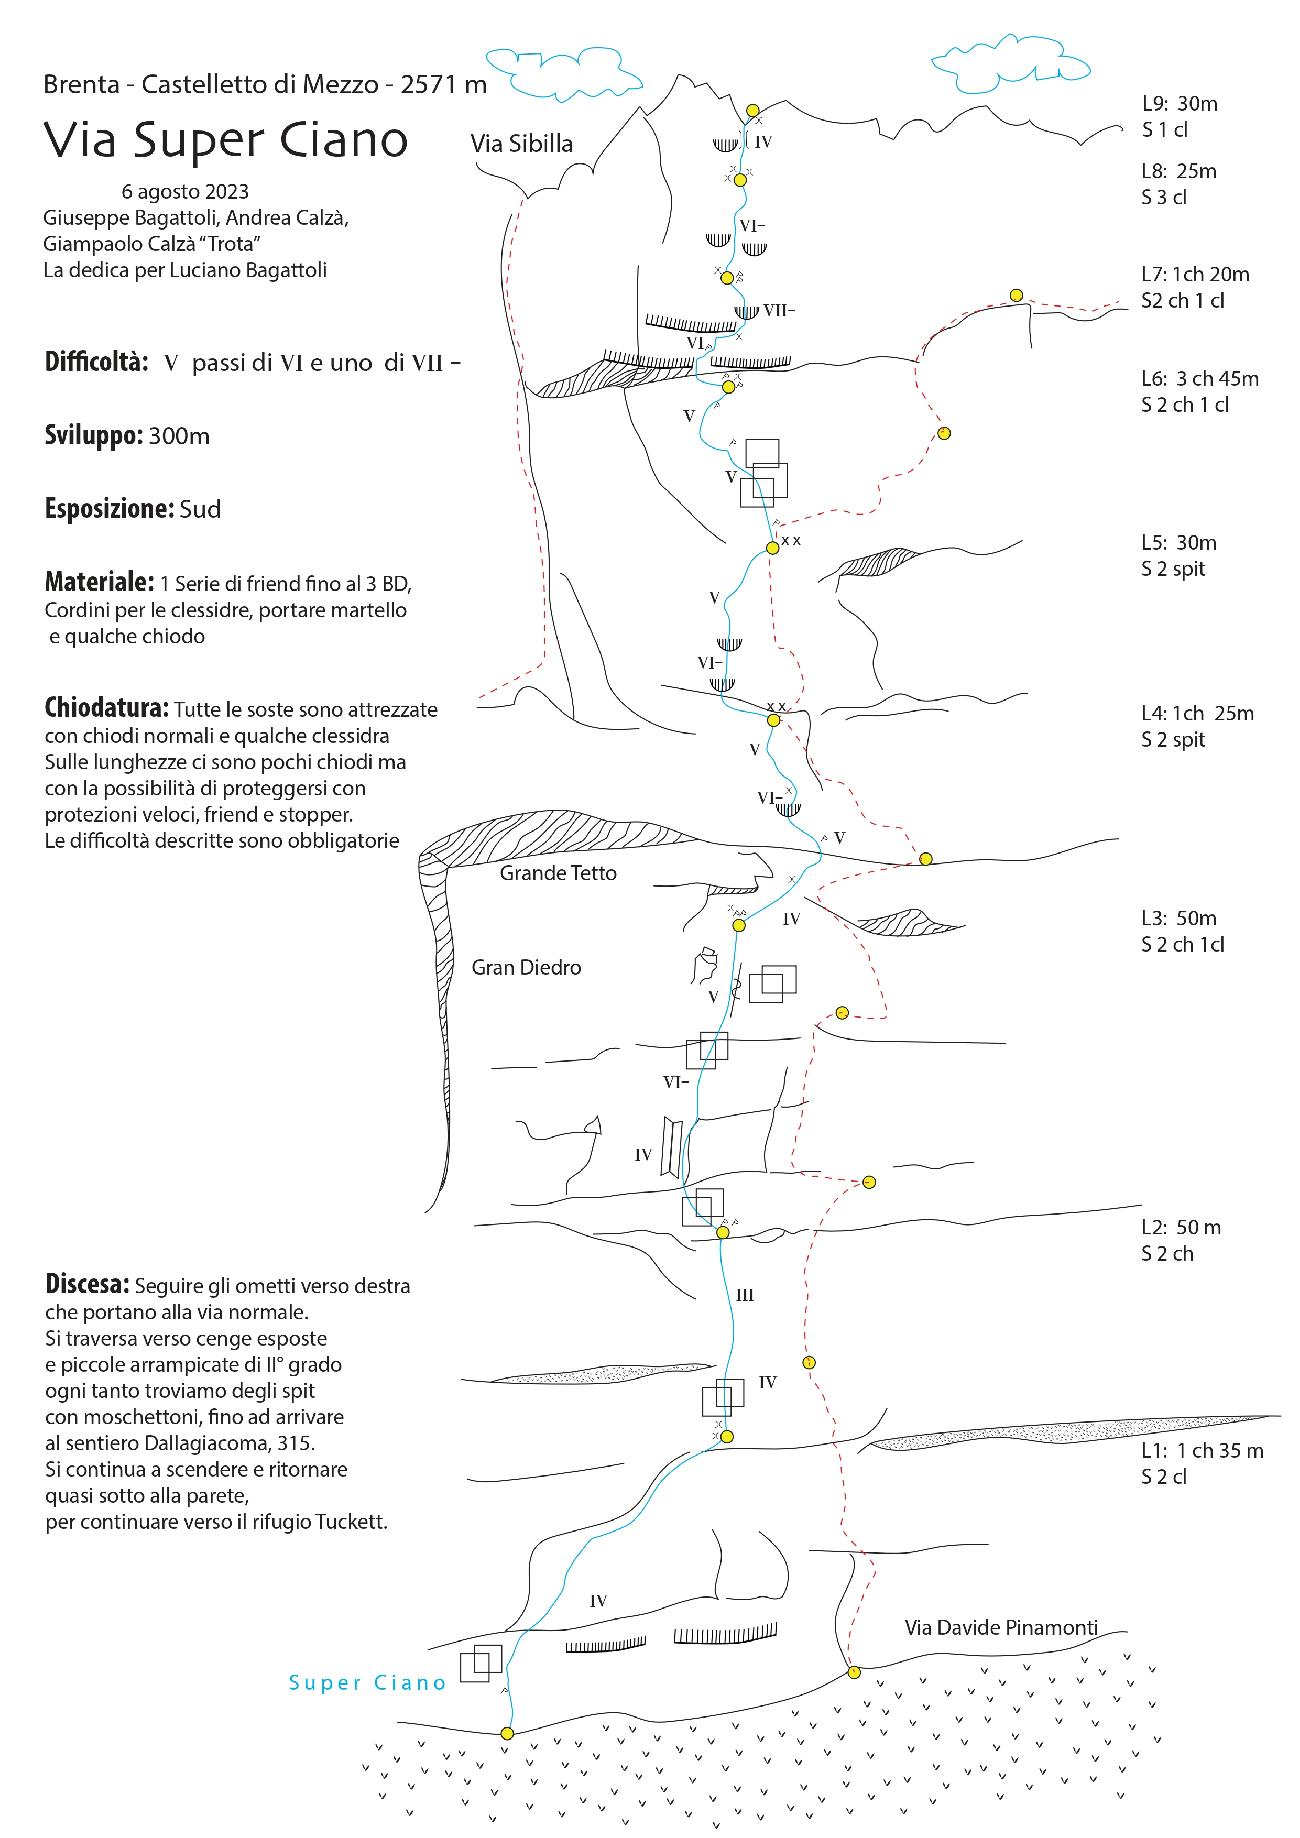 Brenta - Castelletto di Mezzo - 2571 m
Via Super Ciano
6 agosto 2023
Giuseppe Bagattoli, Andrea Calzà,
Giampaolo Calzà “Trota”
La dedica per Luciano Bagattoli
Difficoltà: V passi di VI e uno di VII –
Sviluppo: 300m
Esposizione: Sud
Materiale: 1 Serie di friend fino al 3 BD,
Cordini per le clessidre, portare martello
e qualche chiodo
Chiodatura: Tutte le soste sono attrezzate
con chiodi normali e qualche clessidra
Sulle lunghezze ci sono pochi chiodi ma
con la possibilità di proteggersi con
protezioni veloci, friend e stopper.
Le difficoltà descritte sono obbligatorie
Discesa: Seguire gli ometti verso destra
che portano alla via normale.
Si traversa verso cenge esposte
e piccole arrampicate di II° grado
ogni tanto troviamo degli spit
con moschettoni, fino ad arrivare
al sentiero Dallagiacoma, 315.
Si continua a scendere e ritornare
quasi sotto alla parete,
per continuare verso il rifugio Tuckett.
Via Sibilla
IV
VI–
VII–
VI
V
V
x x
V
VI–
x x
V
VI–
V
Grande Tetto
IV
Gran Diedro
V
VI–
IV
III
IV
IV
Via Davide Pinamonti
Super Ciano
L9: 30m
S 1 cl
L8: 25m
S 3 cl
L7: 1ch 20m
S2 ch 1 cl
L6: 3 ch 45m
S 2 ch 1 cl
L5: 30m
S 2 spit
L4: 1ch 25m
S 2 spit
L3: 50m
S 2 ch 1cl
L2: 50 m
S 2 ch
L1: 1 ch 35 m
S 2 cl